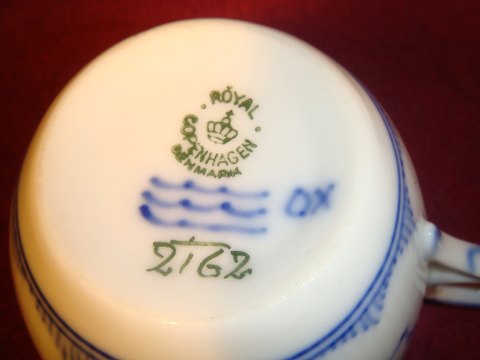 ROYAL
COPENHAGEN
DENMARK
OX
2162